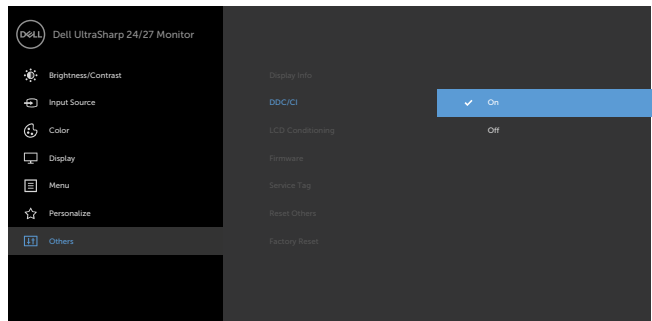 DELL
Dell UltraSharp 24/27 Monitor
Brightness/Contrast
Input Source
Color
Display
Menu
Personalize
Others
Display Info
DDC/CI
LCD Conditioning
Firmware
Service Tag
Reset Others
Factory Reset
On
Off